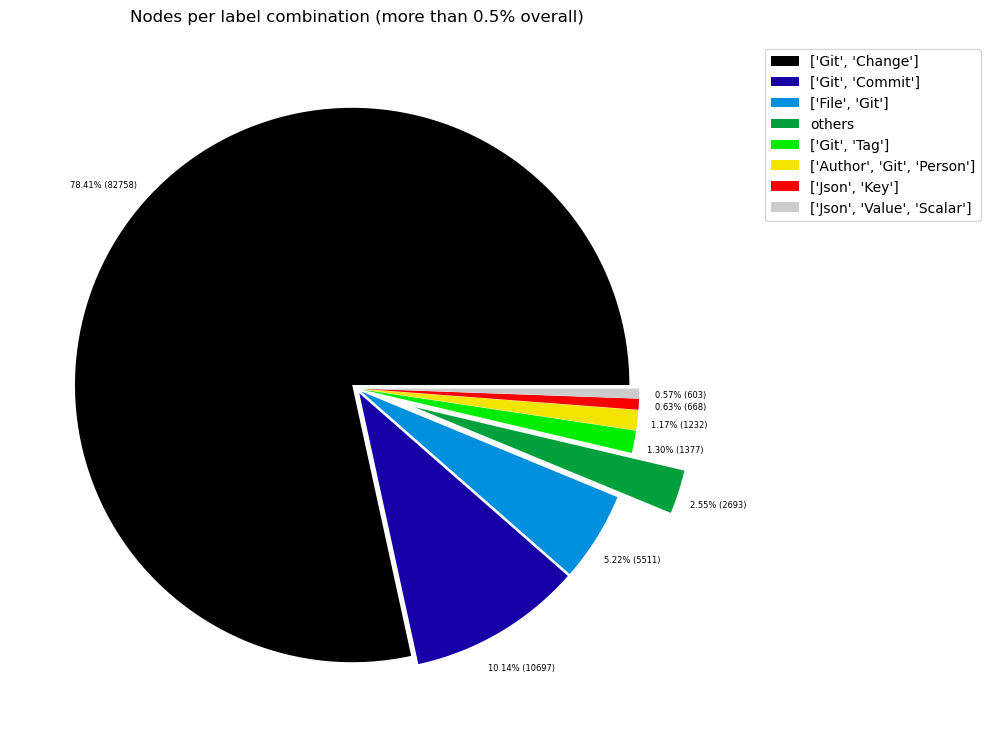 Nodes per label combination (more than 0.5% overall)
['Git', 'Change']
['Git', 'Commit']
['File', 'Git']
others
['Git', 'Tag']
['Author', 'Git', 'Person']
['Json', 'Key']
['Json', 'Value', 'Scalar']
78.41% (82758)
0.57% (603)
0.63% (668)
1.17% (1232)
1.30% (1377)
2.55% (2693)
5.22% (5511)
10.14% (10697)